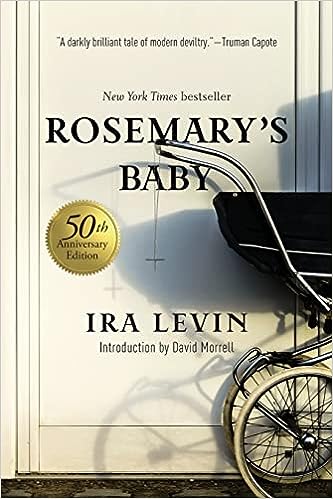 "A darkly brilliant tale of modern deviltry."—Truman Capote
New York Times bestseller
ROSEMARY'S
BABY
50th
Anniversary
Edition
IRA LEVIN
Introduction by David Morrell